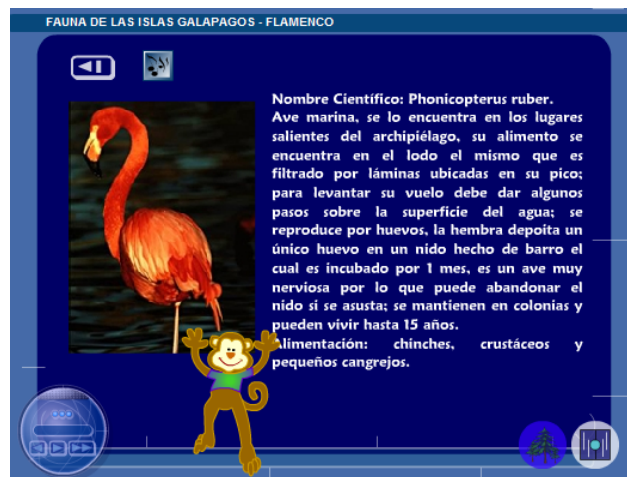 FAUNA DE LAS ISLAS GALAPAGOS - FLAMENCO
Nombre Científico: Phonicopterus ruber.
Ave marina, se lo encuentra en los lugares
salientes del archipiélago, su alimento se
encuentra en el lodo el mismo que es
filtrado por láminas ubicadas en su pico;
para levantar su vuelo debe dar algunos
pasos sobre la superficie del agua; se
reproduce por huevos, la hembra depoita un
único huevo en un nido hecho de barro el
cual es incubado por 1 mes, es un ave muy
nerviosa por lo que puede abandonar el
nido si se asusta; se mantienen en colonias y
pueden vivir hasta 15 años.
Alimentación: chinches, crustáceos y
pequeños cangrejos.